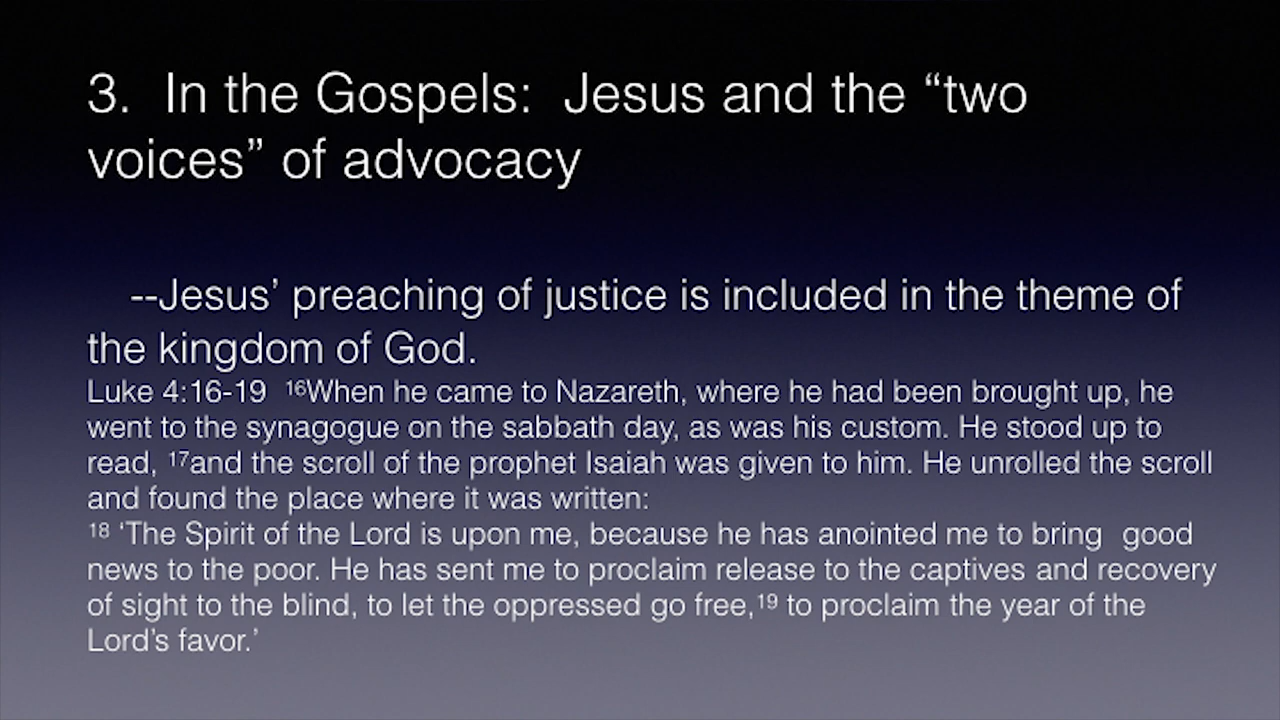 3.  In the Gospels:  Jesus and the “two
voices” of advocacy
--Jesus’ preaching of justice is included in the theme of
the kingdom of God.
Luke 4:16-19  16When he came to Nazareth, where he had been brought up, he
went to the synagogue on the sabbath day, as was his custom. He stood up to
read, 17and the scroll of the prophet Isaiah was given to him. He unrolled the scroll
and found the place where it was written:
18 ‘The Spirit of the Lord is upon me, because he has anointed me to bring  good
news to the poor. He has sent me to proclaim release to the captives and recovery
of sight to the blind, to let the oppressed go free,19 to proclaim the year of the
Lord’s favor.’